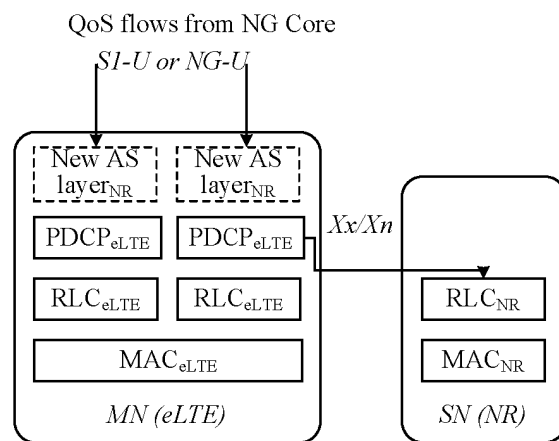 QoS flows from NG Core
S1-U or NG-U
New AS layerNR
New AS layerNR
PDCPeLTE
PDCPeLTE
Xx/Xn
RLCeLTE
RLCeLTE
RLCNR
MACeLTE
MACNR
MN (eLTE)
SN (NR)